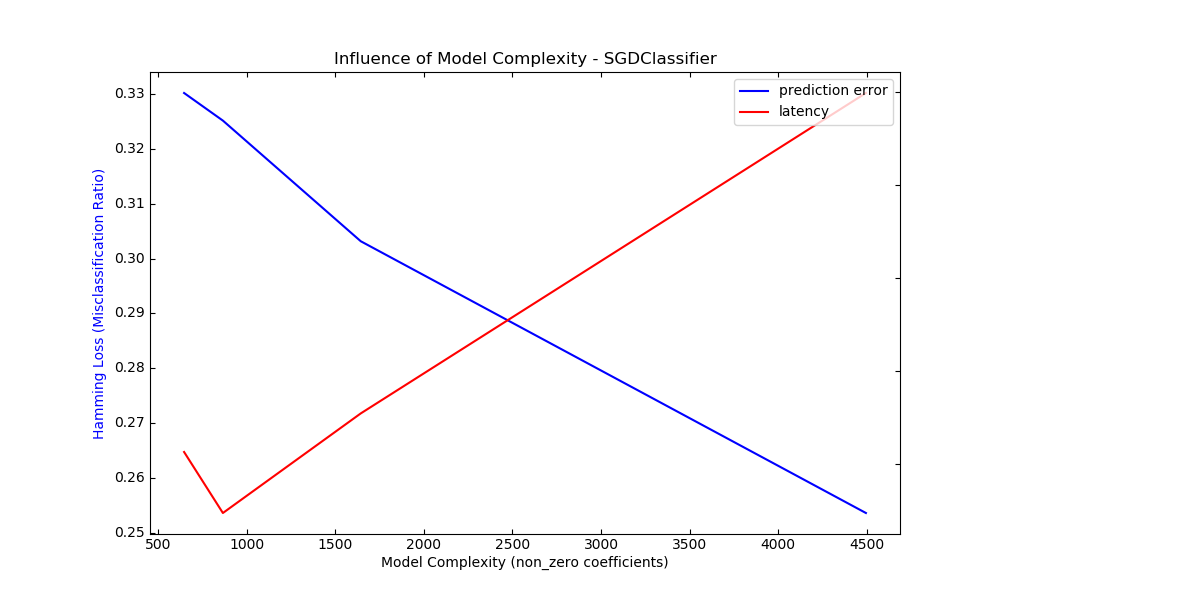 Influence of Model Complexity - SGDClassifier
prediction error
latency
0.33
0.32
0.31
0.30
0.29
0.28
0.27
0.26
0.25
Hamming Loss (Misclassification Ratio)
500 1000 1500 2000 2500 3000 3500 4000 4500
Model Complexity (non_zero coefficients)